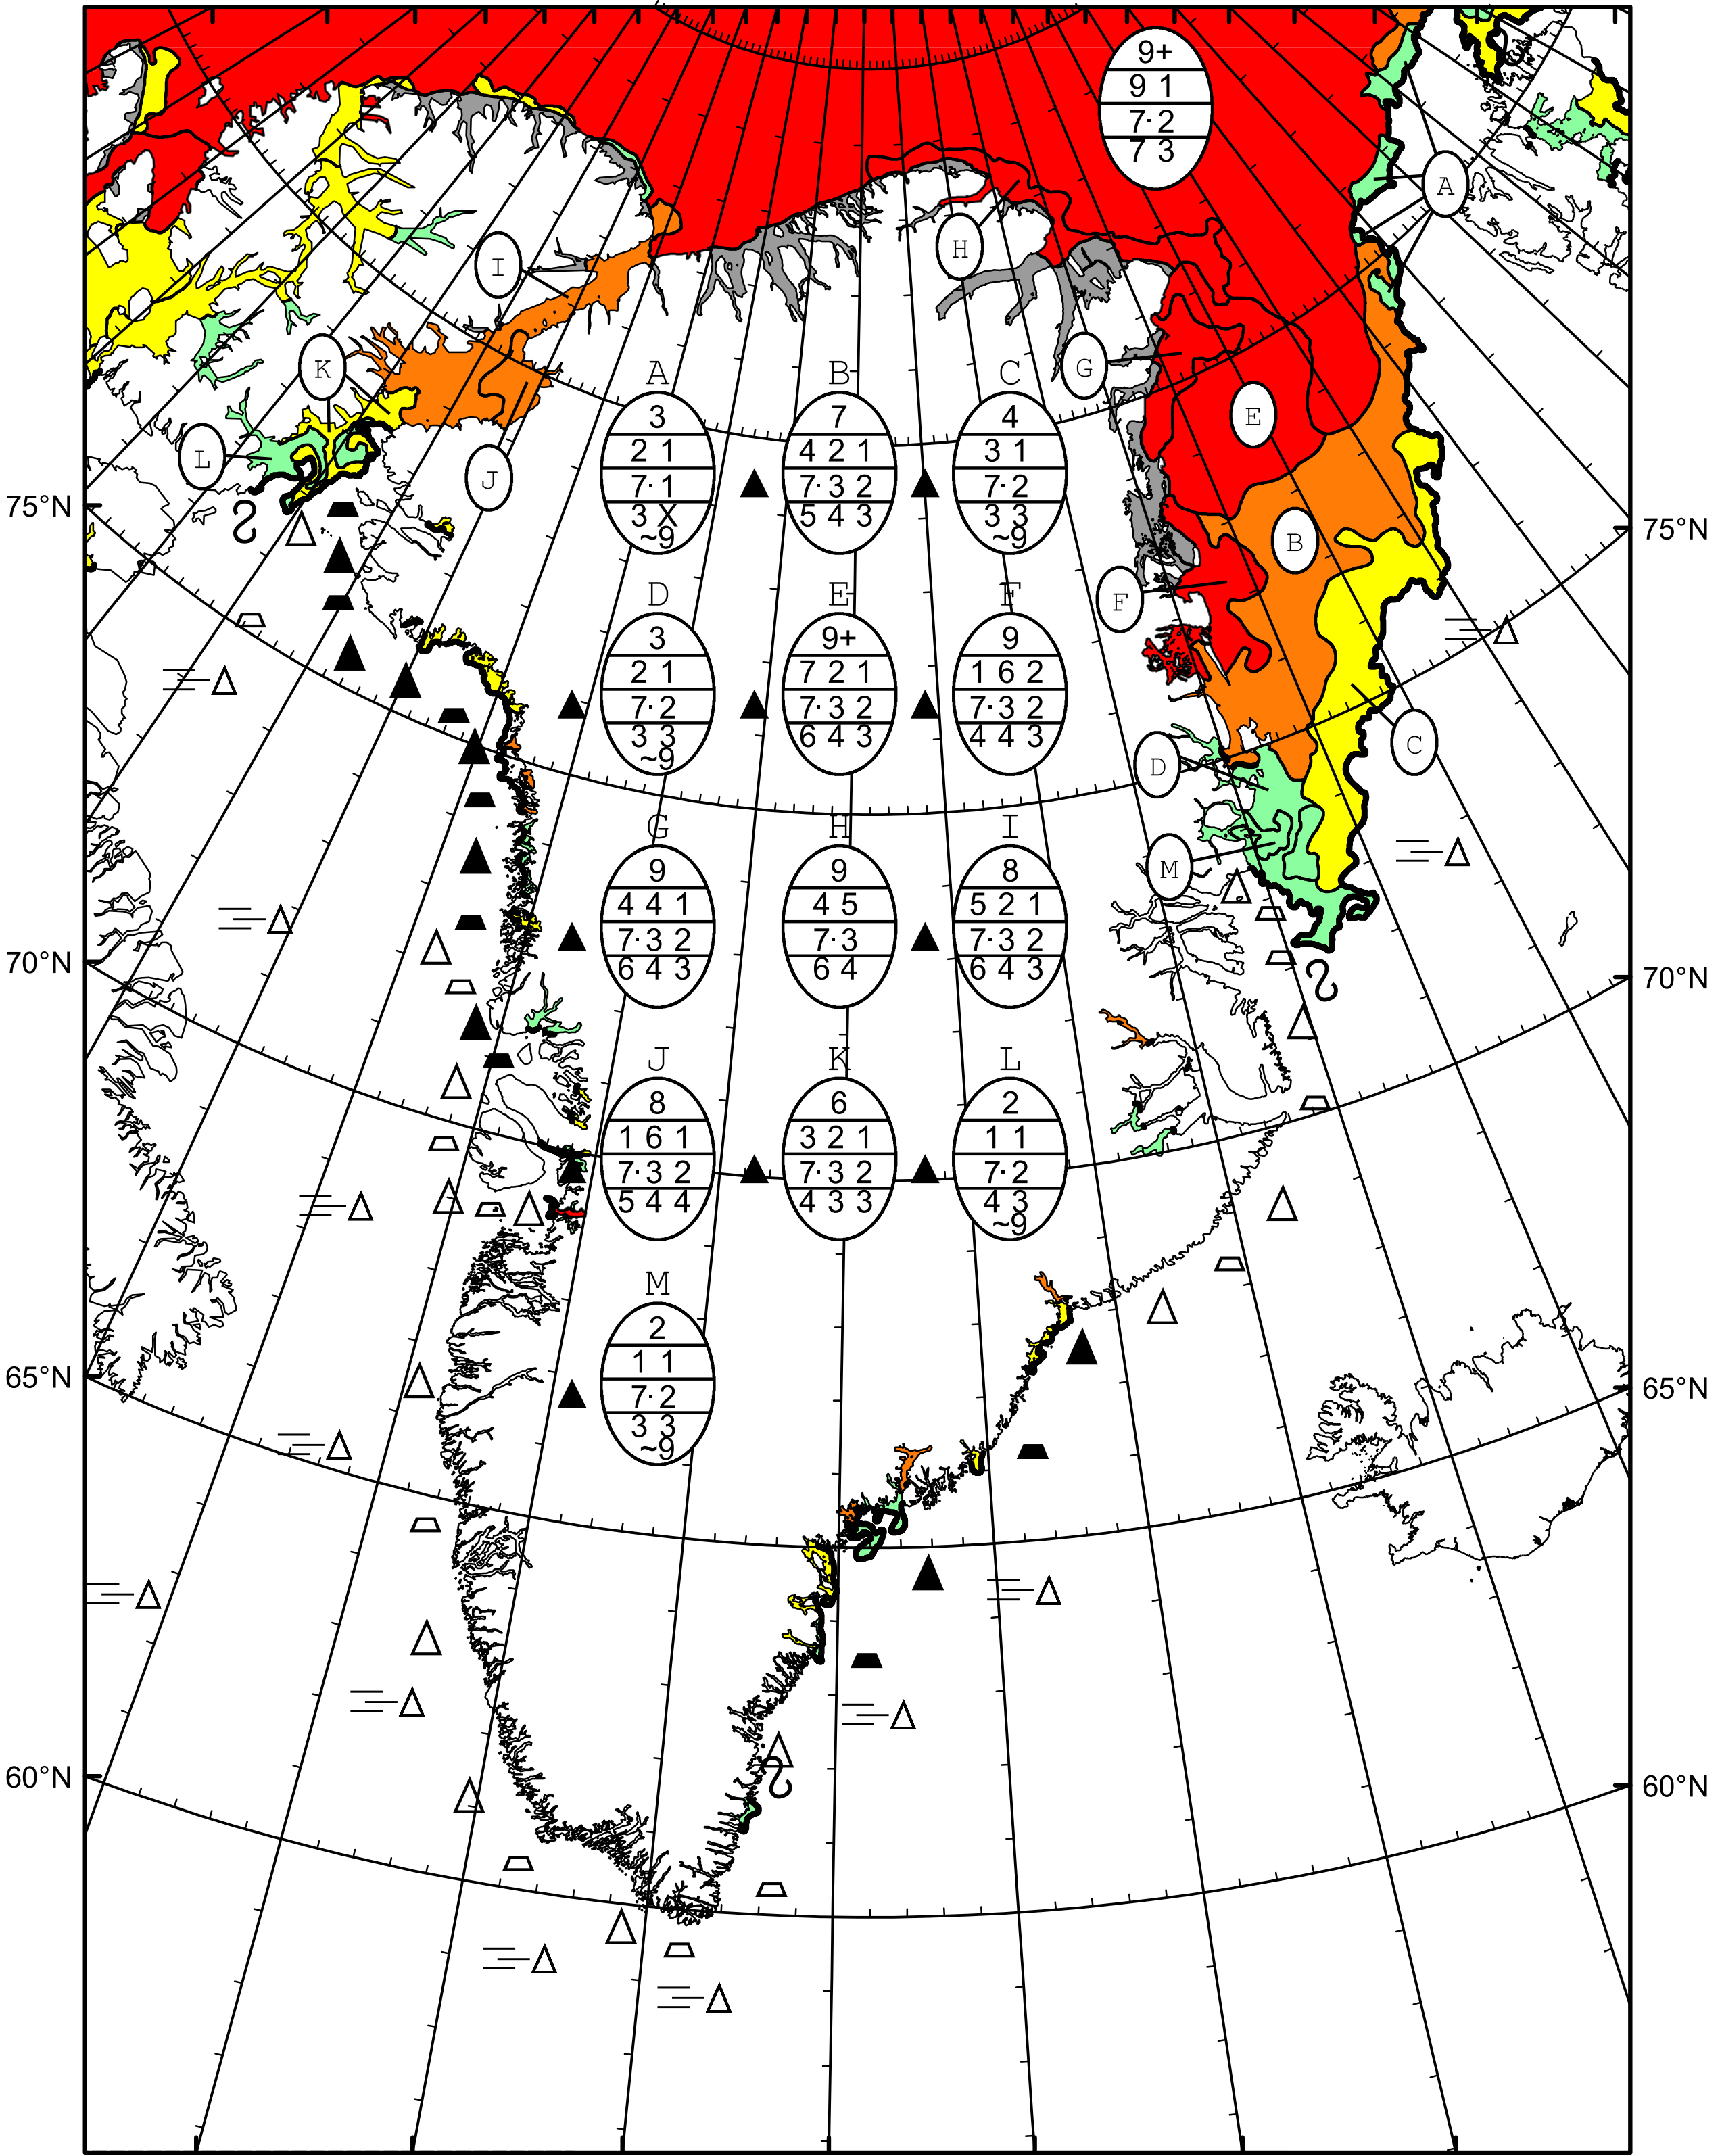 9+
9 1
7· 2
7 3
A
H
I
G
K
E
L
J
75°N
75°N
B
F
C
D
M
A B C
3 7 4
2 1 4 2 1 3 1
7· 1 7· 3 2 7· 2
3 X 5 4 3 3 3
~9 ~9
D E F
3 9+ 9
2 1 7 2 1 1 6 2
7· 2 7· 3 2 7· 3 2
3 3 6 4 3 4 4 3
~9
G H I
9 9 8
4 4 1 4 5 5 2 1
7· 3 2 7· 3 7· 3 2
6 4 3 6 4 6 4 3
70°N
70°N
J K L
8 6 2
1 6 1 3 2 1 1 1
7· 3 2 7· 3 2 7· 2
5 4 4 4 3 3 4 3
~9
M
2
1 1
7· 2
3 3
~9
65°N
65°N
60°N
60°N